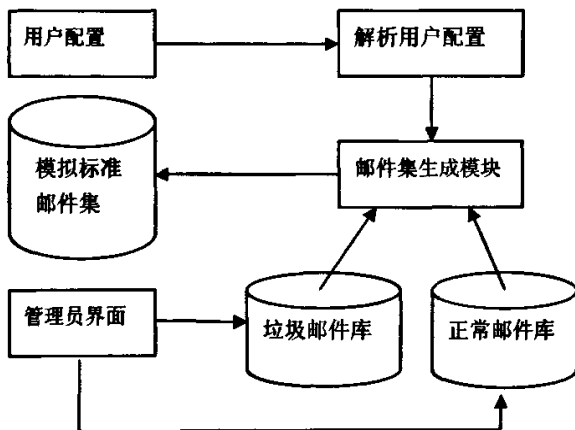 用户配置
解析用户配置
模拟标准
邮件集
邮件集生成模块
管理员界面
垃圾邮件库
正常邮件库